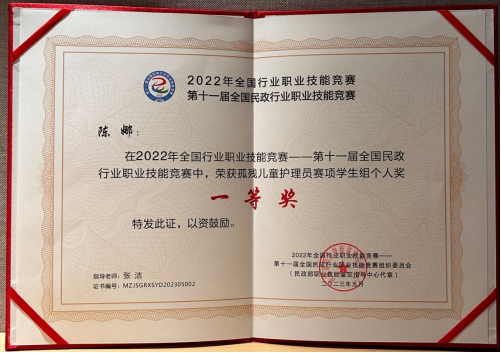 2022年全国行业职业技能竞赛
第十一届全国民政行业职业技能竞赛
陈娜：
在2022年全国行业职业技能竞赛——第十一届全国民政
行业职业技能竞赛中，荣获孤残儿童护理员赛项学生组个人奖
一等奖
特发此证，以资鼓励。
指导老师：张洁
证书编号：MZJSGRXSYD202305002
2022年全国行业职业技能竞赛——
第十一届全国民政行业职业技能竞赛组织委员会
（民政部职业技能鉴定指导中心代章）
二〇二三年五月